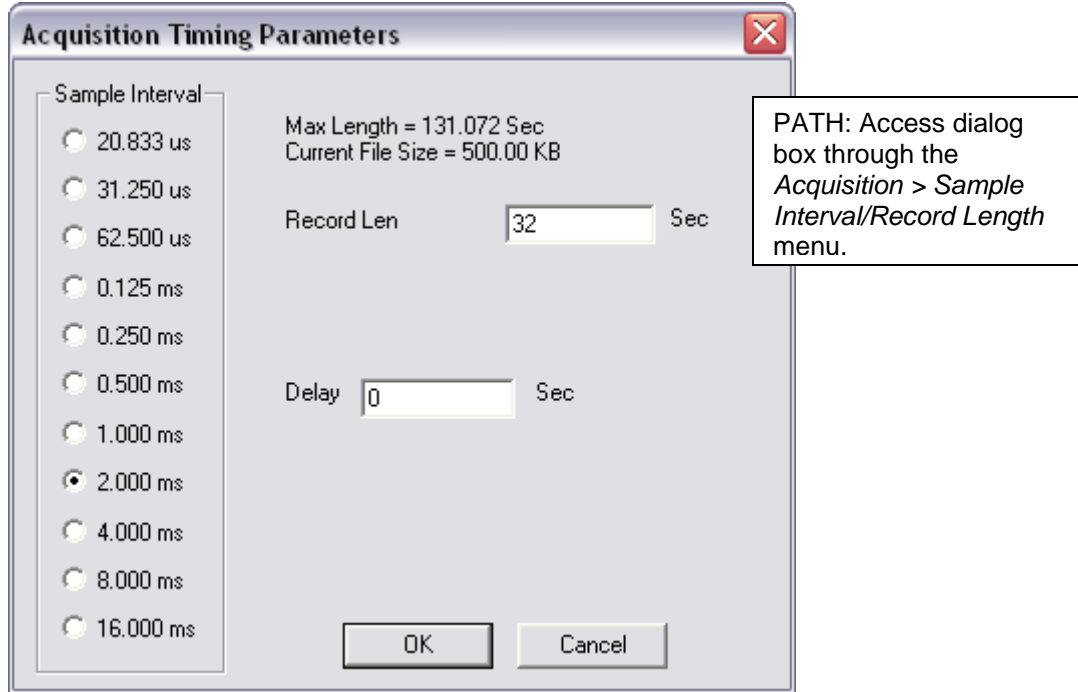 Acquisition Timing Parameters
Sample Interval
20.833 us
31.250 us
62.500 us
0.125 ms
0.250 ms
0.500 ms
1.000 ms
2.000 ms
4.000 ms
8.000 ms
16.000 ms
Max Length = 131.072 Sec
Current File Size = 500.00 KB
Record Len 32 Sec
Delay 0 Sec
OK Cancel
PATH: Access dialog
box through the
Acquisition > Sample
Interval/Record Length
menu.